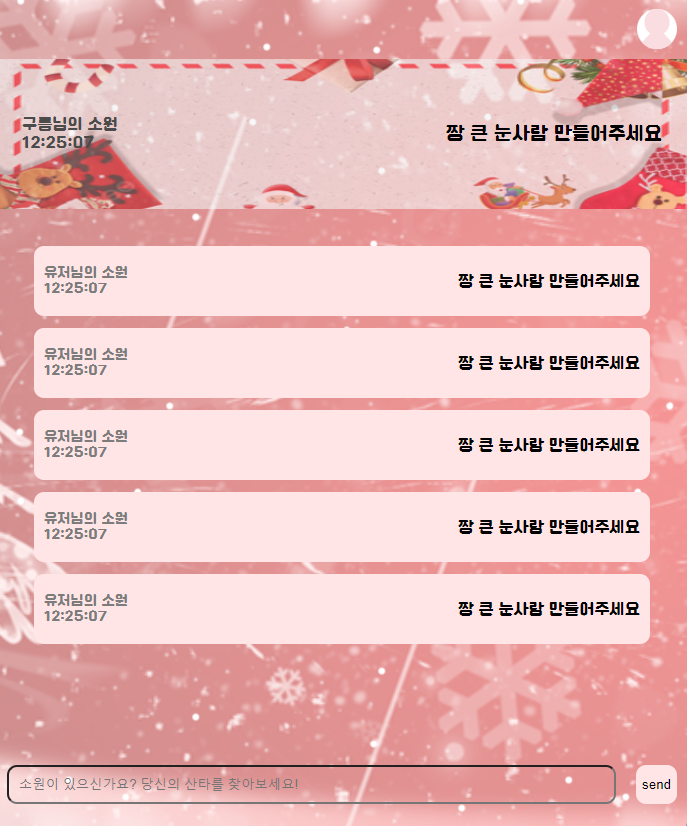 구름님의 소원
12:25:07
짱 큰 눈사람 만들어주세요
유저님의 소원
12:25:07
짱 큰 눈사람 만들어주세요
유저님의 소원
12:25:07
짱 큰 눈사람 만들어주세요
유저님의 소원
12:25:07
짱 큰 눈사람 만들어주세요
유저님의 소원
12:25:07
짱 큰 눈사람 만들어주세요
유저님의 소원
12:25:07
짱 큰 눈사람 만들어주세요
소원이 있으신가요? 당신의 산타를 찾아보세요!
send